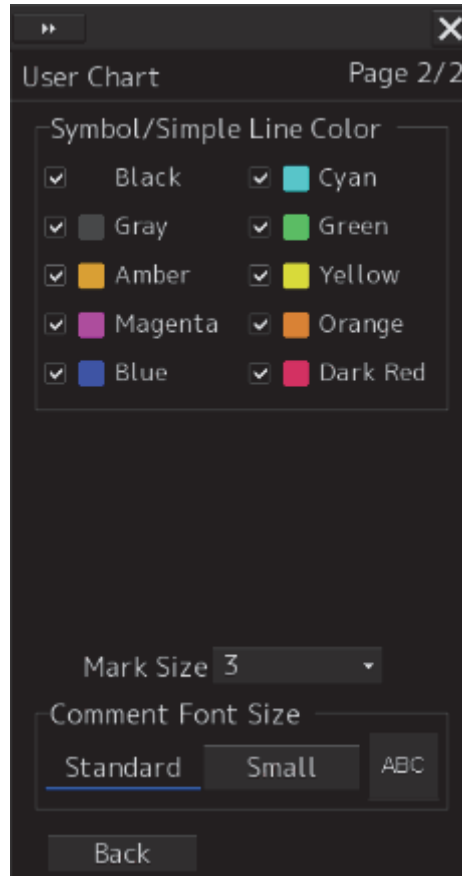 User Chart Page 2/2
Symbol/Simple Line Color
Black Cyan
Gray Green
Amber Yellow
Magenta Orange
Blue Dark Red
Mark Size 3
Comment Font Size
Standard Small ABC
Back